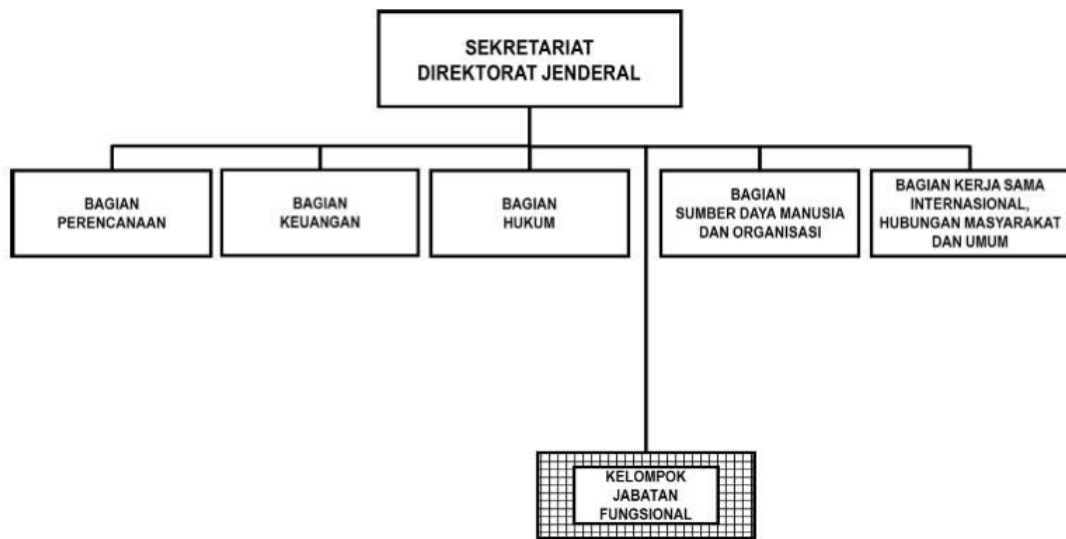 SEKRETARIAT
DIREKTORAT JENDERAL
BAGIAN
PERENCANAAN
BAGIAN
KEUANGAN
BAGIAN
HUKUM
BAGIAN
SUMBER DAYA MANUSIA
DAN ORGANISASI
BAGIAN KERJA SAMA
INTERNASIONAL,
HUBUNGAN MASYARAKAT
DAN UMUM
KELOMPOK
JABATAN
FUNGSIONAL